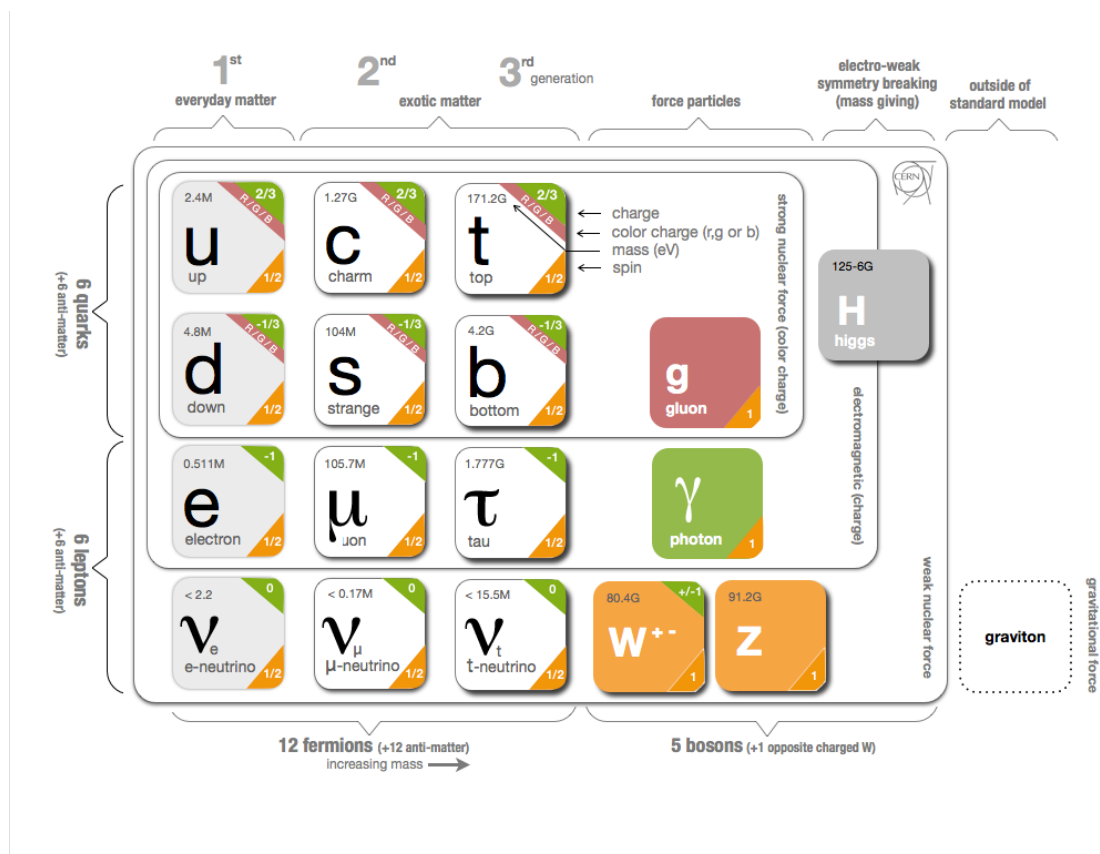 1st
everyday matter
2nd
exotic matter
3rd
generation
force particles
electro-weak
symmetry breaking
(mass giving)
outside of
standard model
CERN
6 quarks
(+6 anti-matter)
2.4M
2/3
R/G/B
u
up
1/2
1.27G
2/3
R/G/B
c
charm
1/2
171.2G
2/3
R/G/B
t
top
1/2
charge
color charge (r,g or b)
mass (eV)
spin
strong nuclear force (color charge)
125-6G
H
higgs
4.8M
-1/3
R/G/B
d
down
1/2
104M
-1/3
R/G/B
s
strange
1/2
4.2G
-1/3
R/G/B
b
bottom
1/2
g
gluon
1
electromagnetic (charge)
6 leptons
(+6 anti-matter)
0.511M
-1
e
electron
1/2
105.7M
-1
μ
uon
1/2
1.777G
-1
τ
tau
1/2
γ
photon
1
weak nuclear force
< 2.2
0
νe
e-neutrino
1/2
< 0.17M
0
νμ
μ-neutrino
1/2
< 15.5M
0
νt
t-neutrino
1/2
80.4G
+/-1
W+-
1
91.2G
Z
1
graviton
gravitational force
12 fermions (+12 anti-matter)
increasing mass
5 bosons (+1 opposite charged W)